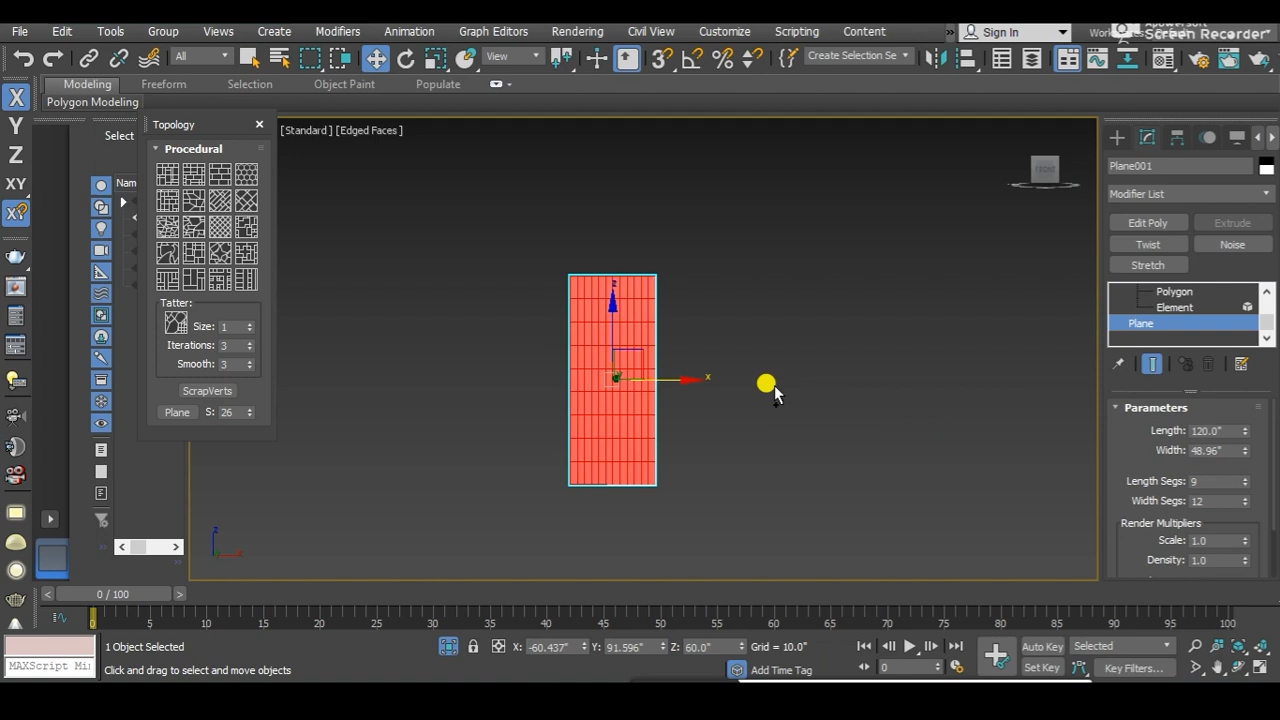 Apowersoft
Screen Recorder
File Edit Tools Group Views Create Modifiers Animation Graph Editors Rendering Civil View Customize Scripting Content » Sign In
All View Create Selection Se
Modeling Freeform Selection Object Paint Populate
Polygon Modeling
X
Y
Z
XY
XY
Select
Topology
Procedural
Nam
Tatter:
Size: 1
Iterations: 3
Smooth: 3
ScrapVerts
Plane S: 26
[Standard ] [Edged Faces ]
FRONT
z
x
z
Plane001
Modifier List
Edit Poly Extrude
Twist Noise
Stretch
Polygon
Element
Plane
Parameters
Length: 120.0"
Width: 48.96"
Length Segs: 9
Width Segs: 12
Render Multipliers
Scale: 1.0
Density: 1.0
0 / 100
0 5 10 15 20 25 30 35 40 45 50 55 60 65 70 75 80 85 90 95 100
1 Object Selected X: -60.437" Y: 91.596" Z: 60.0" Grid = 10.0" Auto Key Selected
MAXScript Mi Click and drag to select and move objects Add Time Tag 0 Set Key Key Filters...